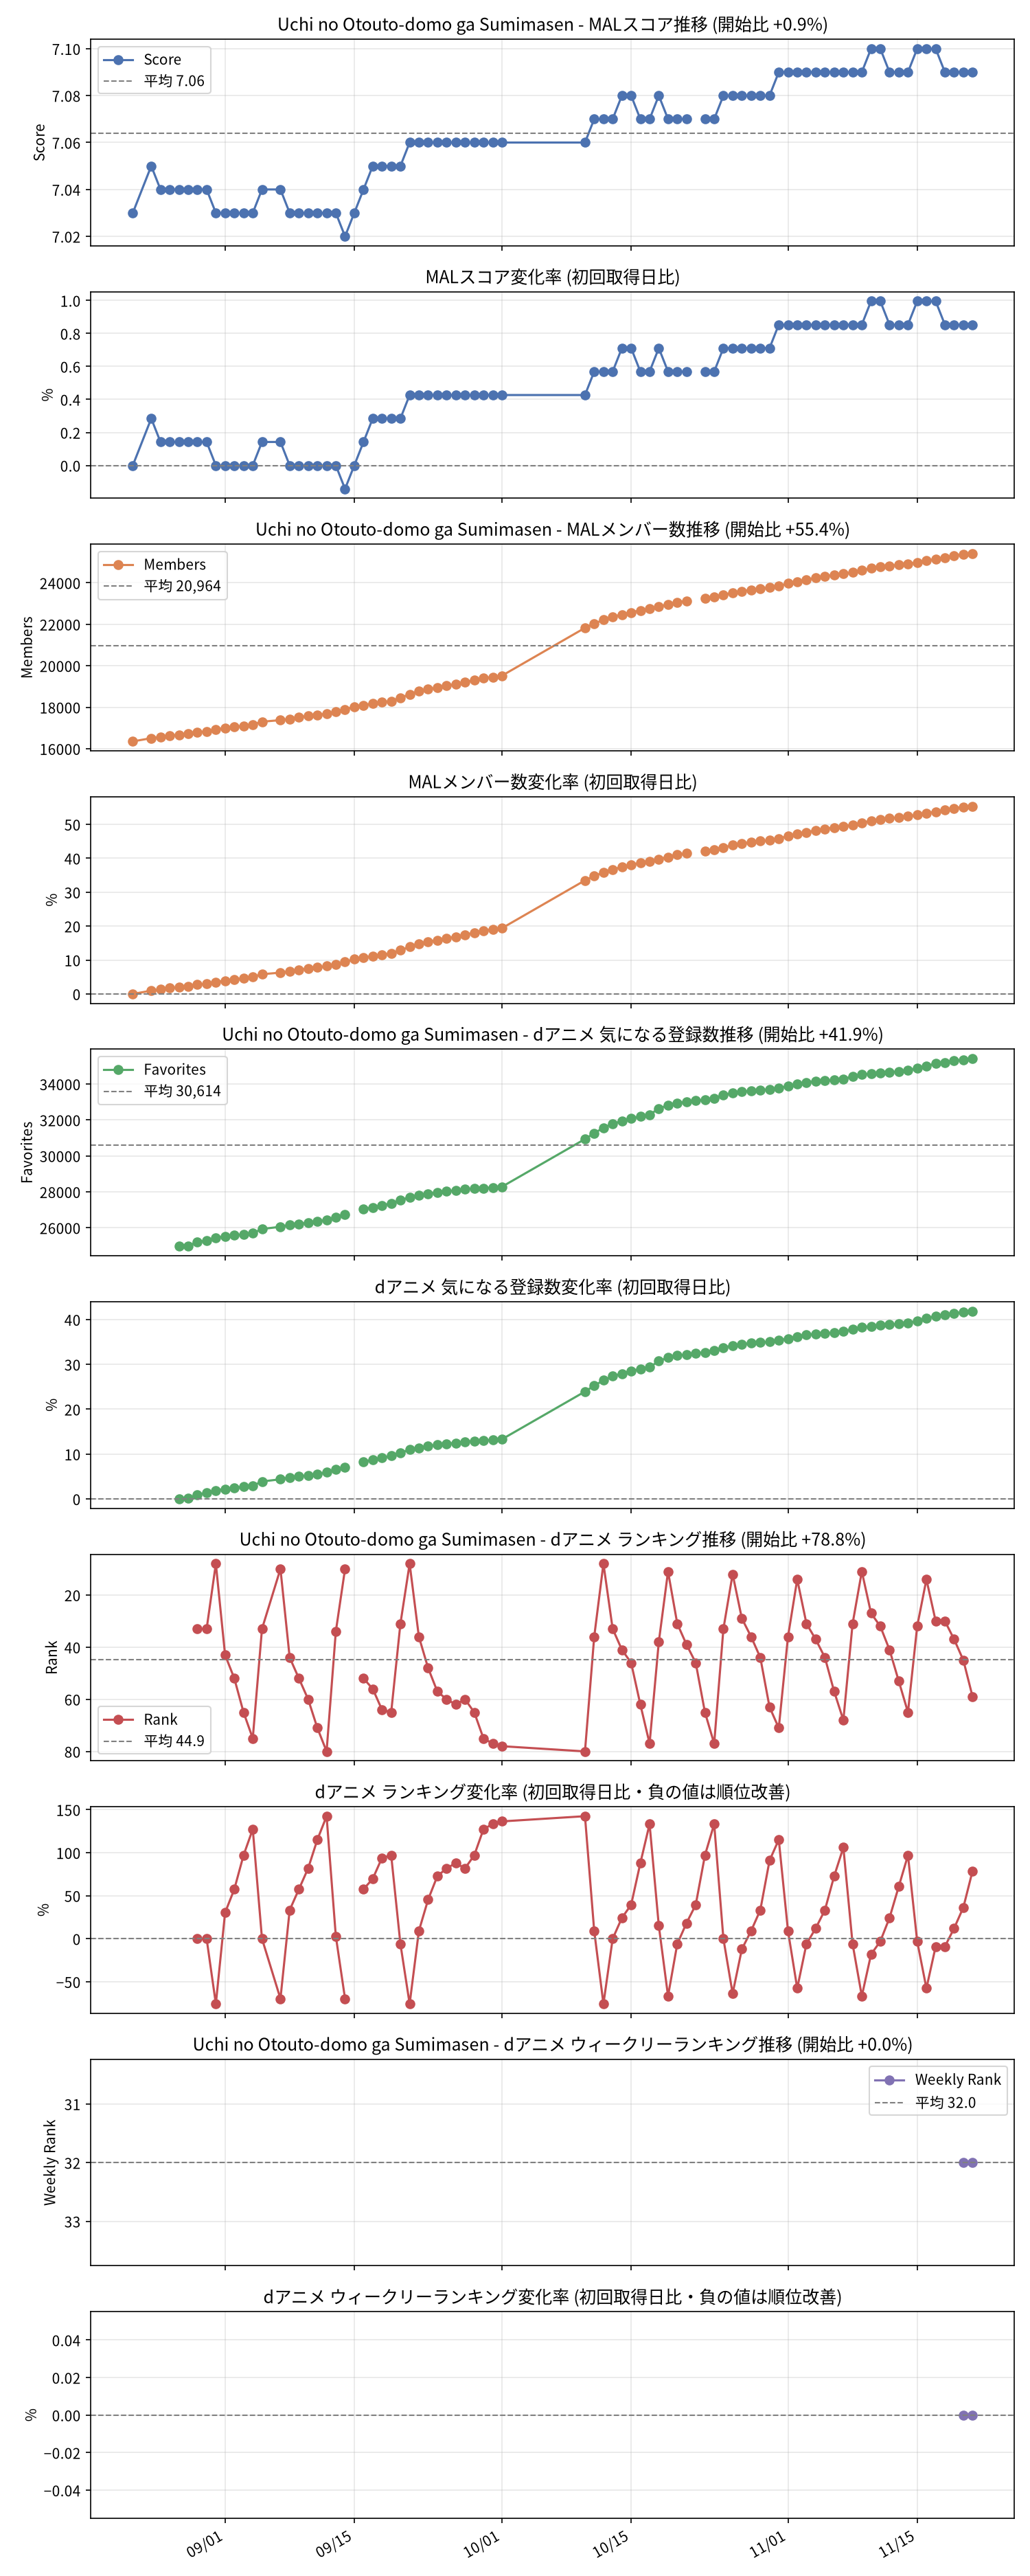 Uchi no Otouto-domo ga Sumimasen - MALスコア推移 (開始比 +0.9%)
Score
平均 7.06
7.10
7.08
7.06
7.04
7.02
Score
MALスコア変化率 (初回取得日比)
1.0
0.8
0.6
0.4
0.2
0.0
%
Uchi no Otouto-domo ga Sumimasen - MALメンバー数推移 (開始比 +55.4%)
Members
平均 20,964
24000
22000
20000
18000
16000
Members
MALメンバー数変化率 (初回取得日比)
50
40
30
20
10
0
%
Uchi no Otouto-domo ga Sumimasen - dアニメ 気になる登録数推移 (開始比 +41.9%)
Favorites
平均 30,614
34000
32000
30000
28000
26000
Favorites
dアニメ 気になる登録数変化率 (初回取得日比)
40
30
20
10
0
%
Uchi no Otouto-domo ga Sumimasen - dアニメ ランキング推移 (開始比 +78.8%)
20
40
60
80
Rank
Rank
平均 44.9
dアニメ ランキング変化率 (初回取得日比・負の値は順位改善)
150
100
50
0
−50
%
Uchi no Otouto-domo ga Sumimasen - dアニメ ウィークリーランキング推移 (開始比 +0.0%)
Weekly Rank
平均 32.0
31
32
33
Weekly Rank
dアニメ ウィークリーランキング変化率 (初回取得日比・負の値は順位改善)
0.04
0.02
0.00
−0.02
−0.04
%
09/01
09/15
10/01
10/15
11/01
11/15